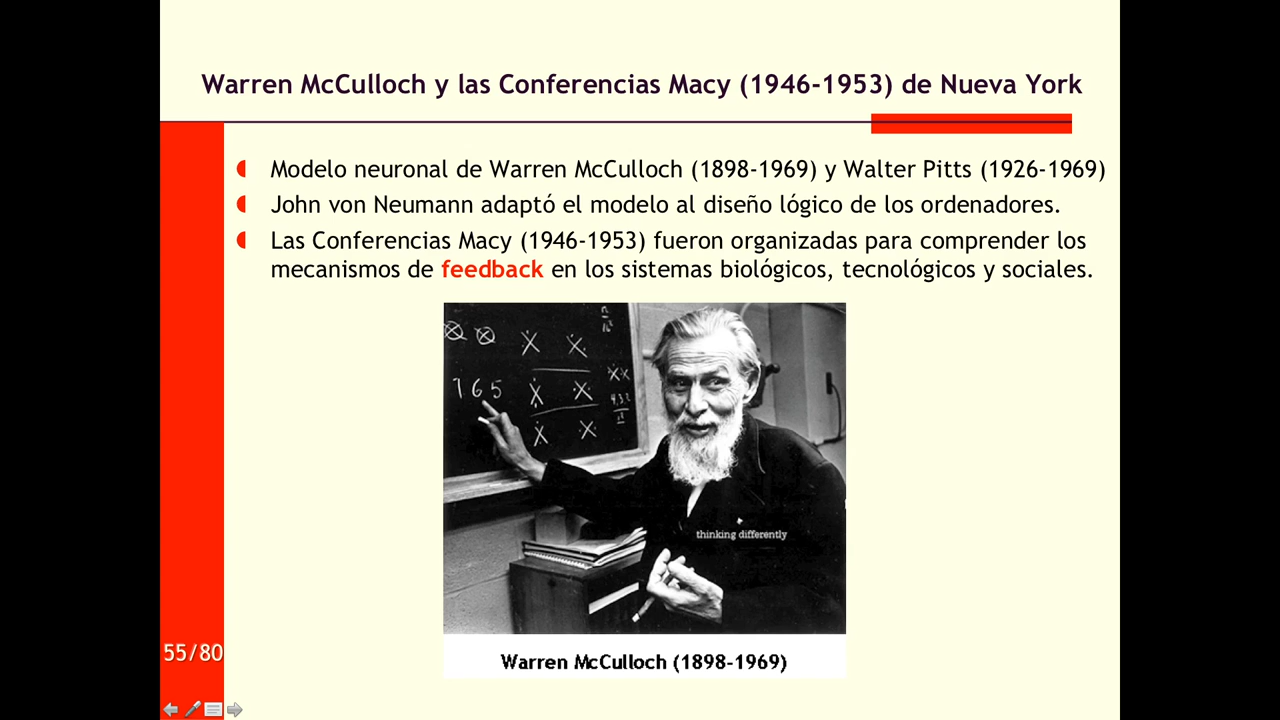 Warren McCulloch y las Conferencias Macy (1946-1953) de Nueva York
Modelo neuronal de Warren McCulloch (1898-1969) y Walter Pitts (1926-1969)
John von Neumann adaptó el modelo al diseño lógico de los ordenadores.
Las Conferencias Macy (1946-1953) fueron organizadas para comprender los
mecanismos de feedback en los sistemas biológicos, tecnológicos y sociales.
765
thinking differently
Warren McCulloch (1898-1969)
55/80